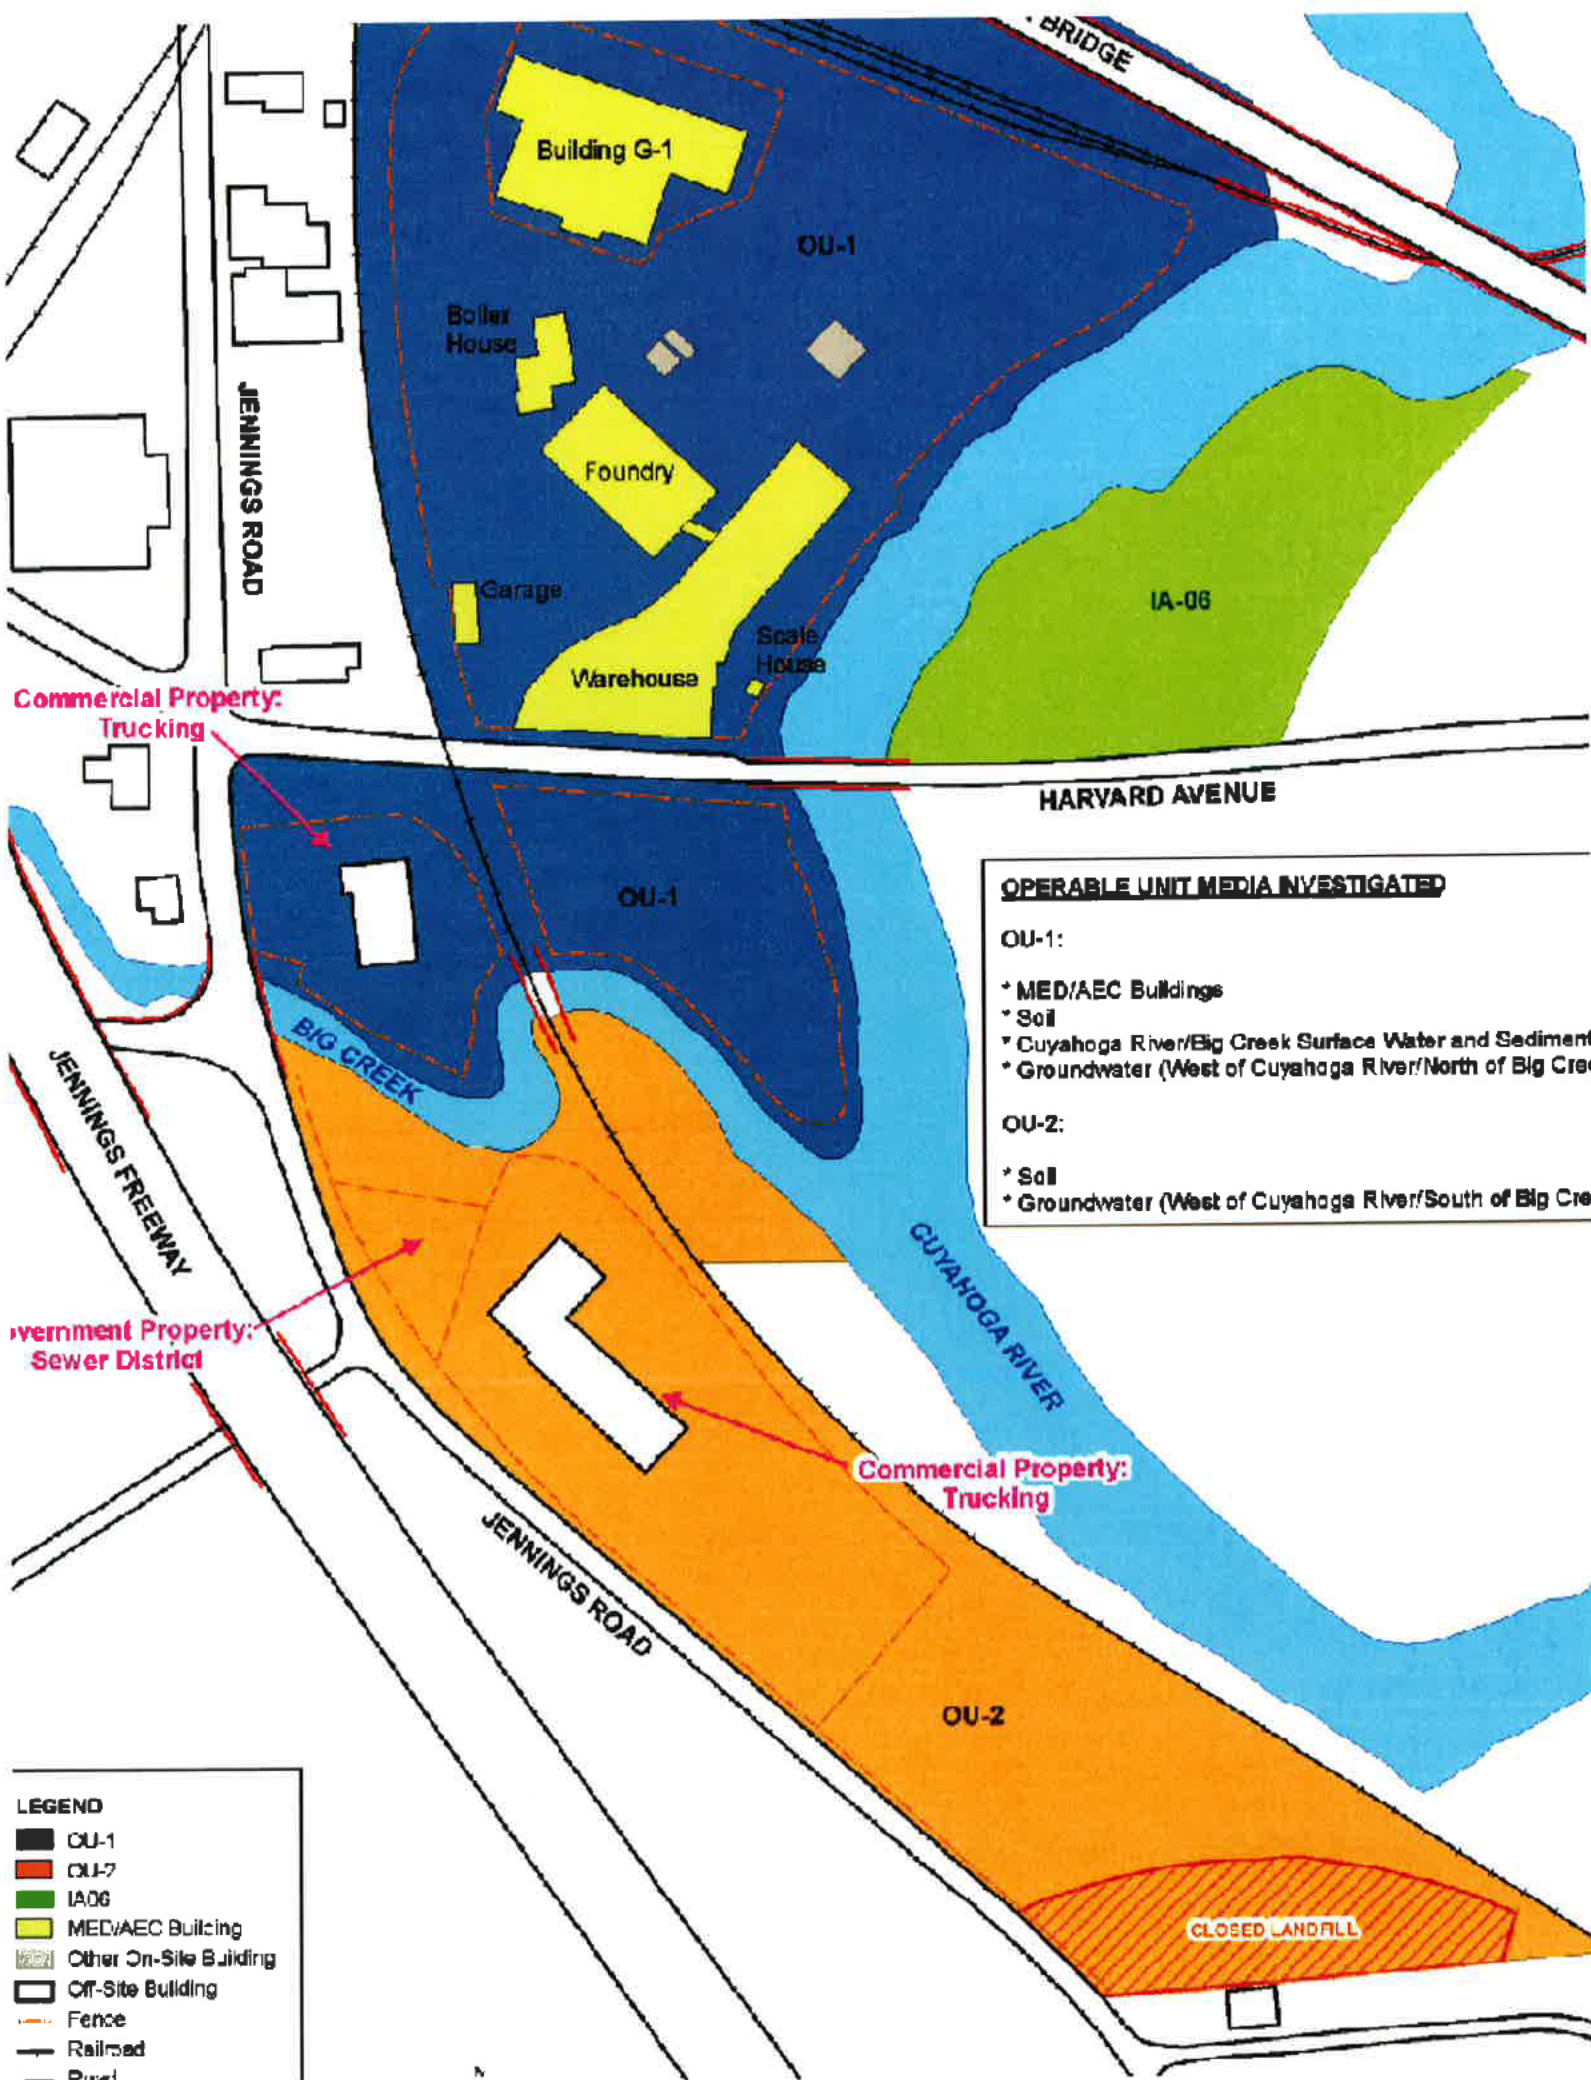 BRIDGE
Building G-1
OU-1
Boiler
House
JENNINGS ROAD
Foundry
Garage
IA-06
Scale
House
Warehouse
Commercial Property:
Trucking
HARVARD AVENUE
OU-1
OPERABLE UNIT MEDIA INVESTIGATED
OU-1:
* MED/AEC Buildings
* Soil
* Cuyahoga River/Big Creek Surface Water and Sediment
* Groundwater (West of Cuyahoga River/North of Big Cree
OU-2:
* Soil
* Groundwater (West of Cuyahoga River/South of Big Cre
BIG CREEK
JENNINGS FREEWAY
CUYAHOGA RIVER
vernment Property:
Sewer District
Commercial Property:
Trucking
JENNINGS ROAD
OU-2
CLOSED LANDFILL
LEGEND
OU-1
OU-2
IA06
MED/AEC Building
Other On-Site Building
Off-Site Building
Fence
Railroad